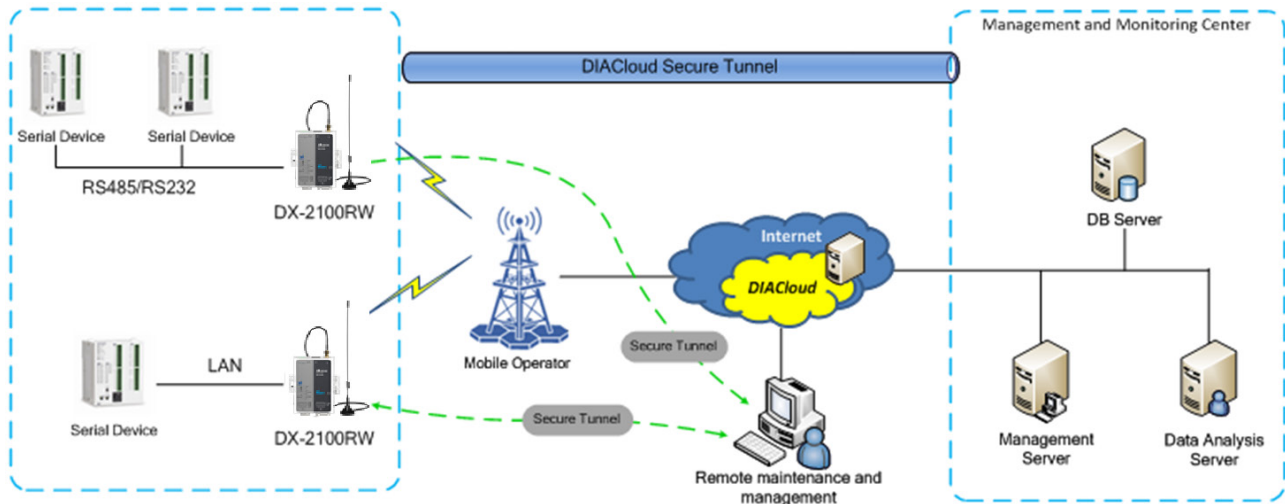 Management and Monitoring Center
DIACloud Secure Tunnel
Serial Device
Serial Device
RS485/RS232
DX-2100RW
DB Server
Internet
DIACloud
Mobile Operator
Secure Tunnel
LAN
Serial Device
DX-2100RW
Secure Tunnel
Remote maintenance and
management
Management
Server
Data Analysis
Server